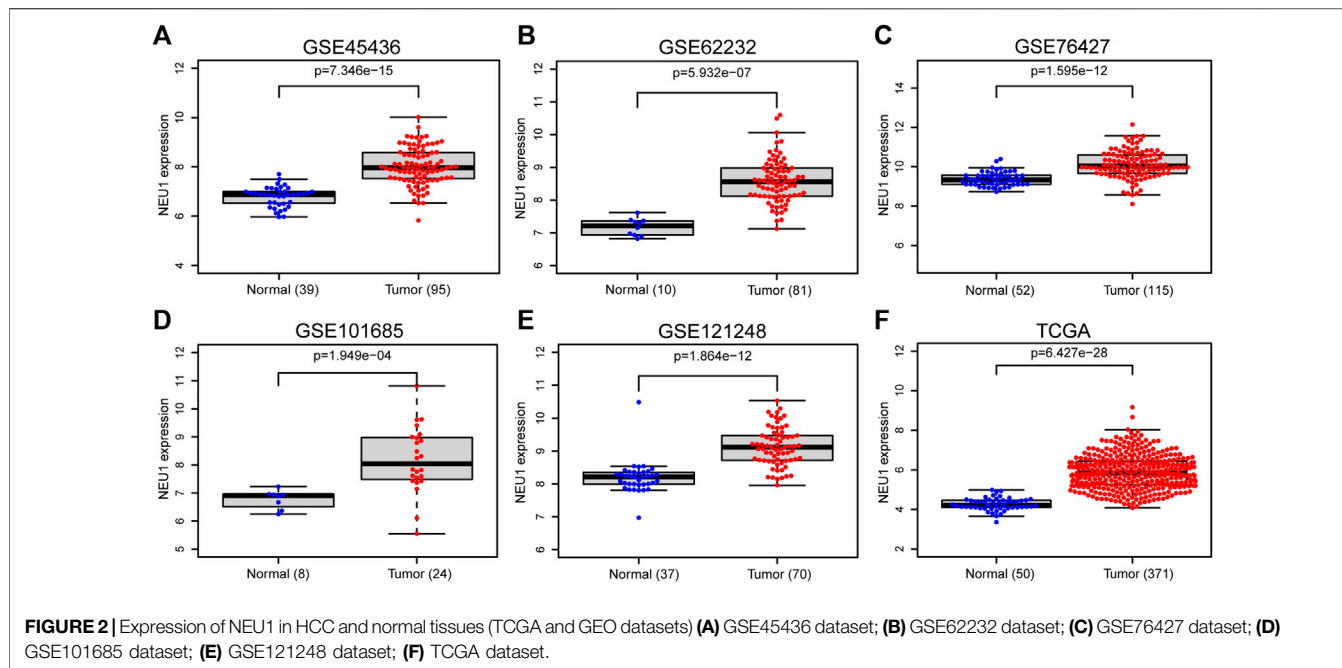 A
GSE45436
p=7.346e−15
NEU1 expression
12
10
8
6
4
Normal (39)
Tumor (95)
B
GSE62232
p=5.932e−07
NEU1 expression
12
11
10
9
8
7
6
Normal (10)
Tumor (81)
C
GSE76427
p=1.595e−12
NEU1 expression
14
12
10
8
6
Normal (52)
Tumor (115)
D
GSE101685
p=1.949e−04
NEU1 expression
12
11
10
9
8
7
6
5
Normal (8)
Tumor (24)
E
GSE121248
p=1.864e−12
NEU1 expression
12
11
10
9
8
7
6
Normal (37)
Tumor (70)
F
TCGA
p=6.427e−28
NEU1 expression
12
10
8
6
4
2
Normal (50)
Tumor (371)
FIGURE 2 | Expression of NEU1 in HCC and normal tissues (TCGA and GEO datasets) (A) GSE45436 dataset; (B) GSE62232 dataset; (C) GSE76427 dataset; (D)
GSE101685 dataset; (E) GSE121248 dataset; (F) TCGA dataset.